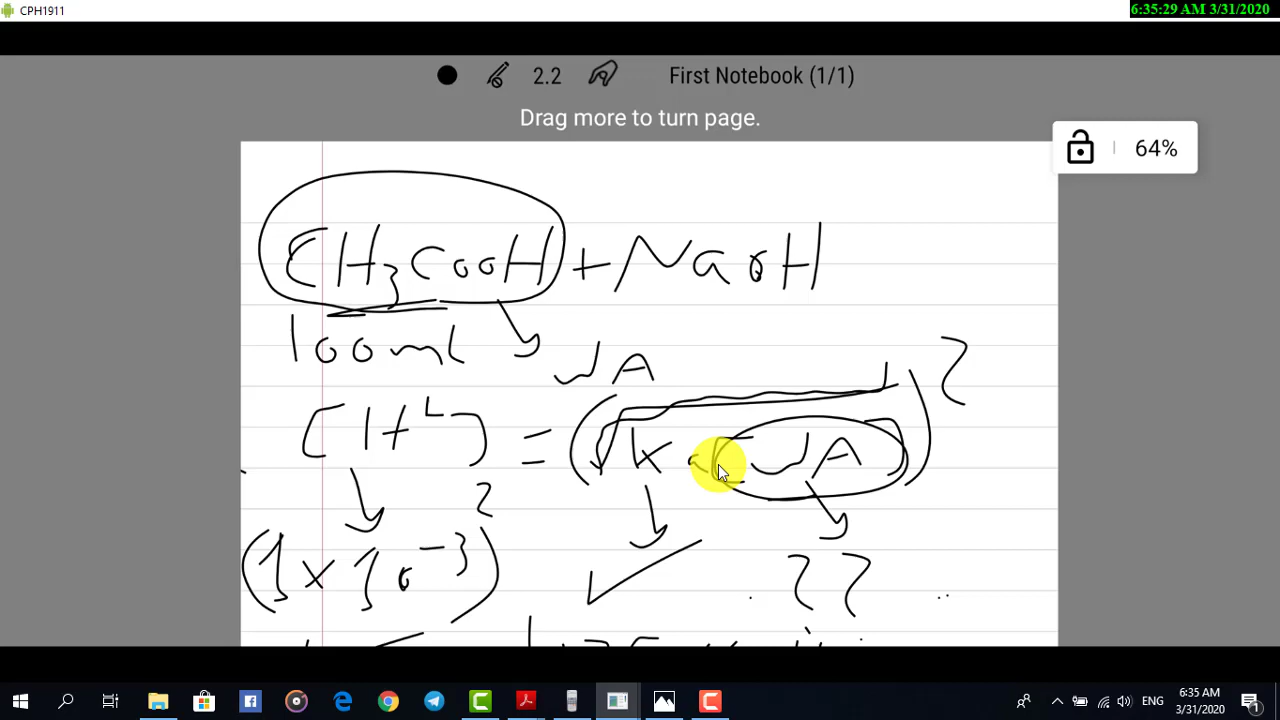 CPH1911
6:35:29 AM 3/31/2020
2.2 First Notebook (1/1)
Drag more to turn page.
64%
CH3COOH + NaOH
100ml
WA
[H+] = (√ka [WA])2
(1×10-3)2
??
ENG
6:35 AM
3/31/2020